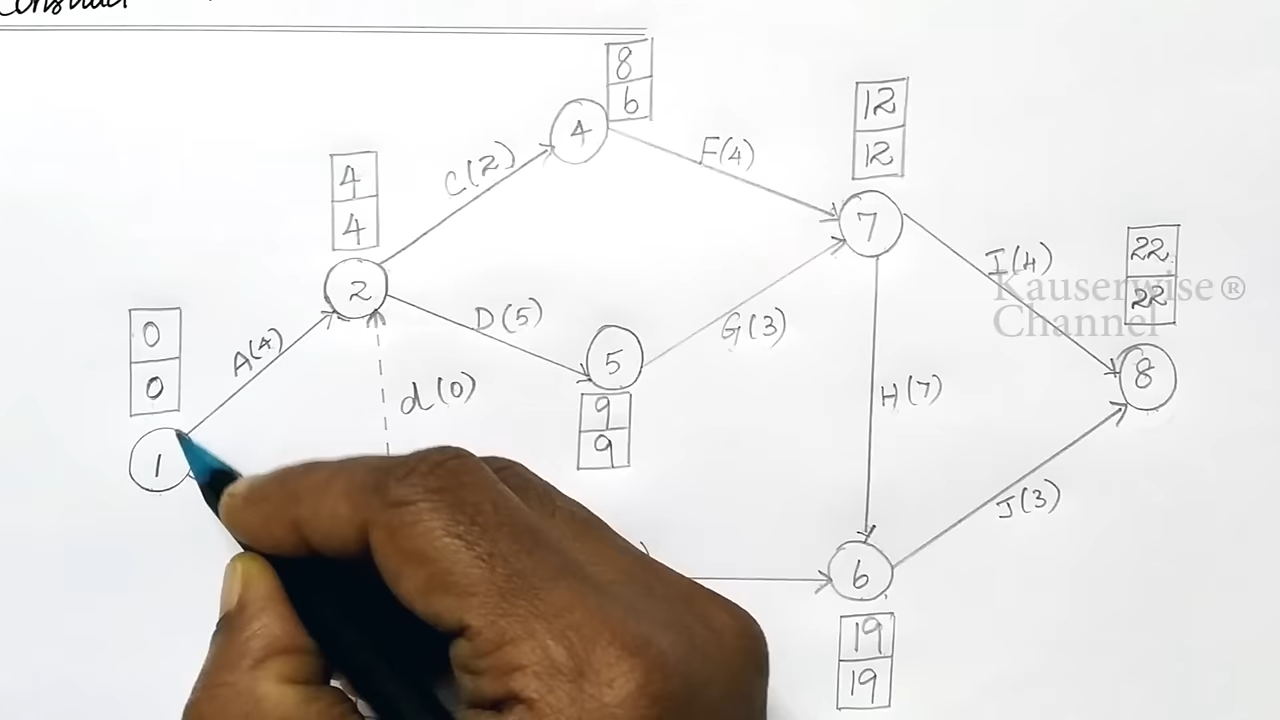 Construct
8
6
4
12
12
C(2)
F(4)
4
4
7
22
22
I(4)
Kauserwise®
Channel
2
D(5)
G(3)
0
0
A(4)
5
8
d(0)
H(7)
9
9
1
J(3)
6
19
19